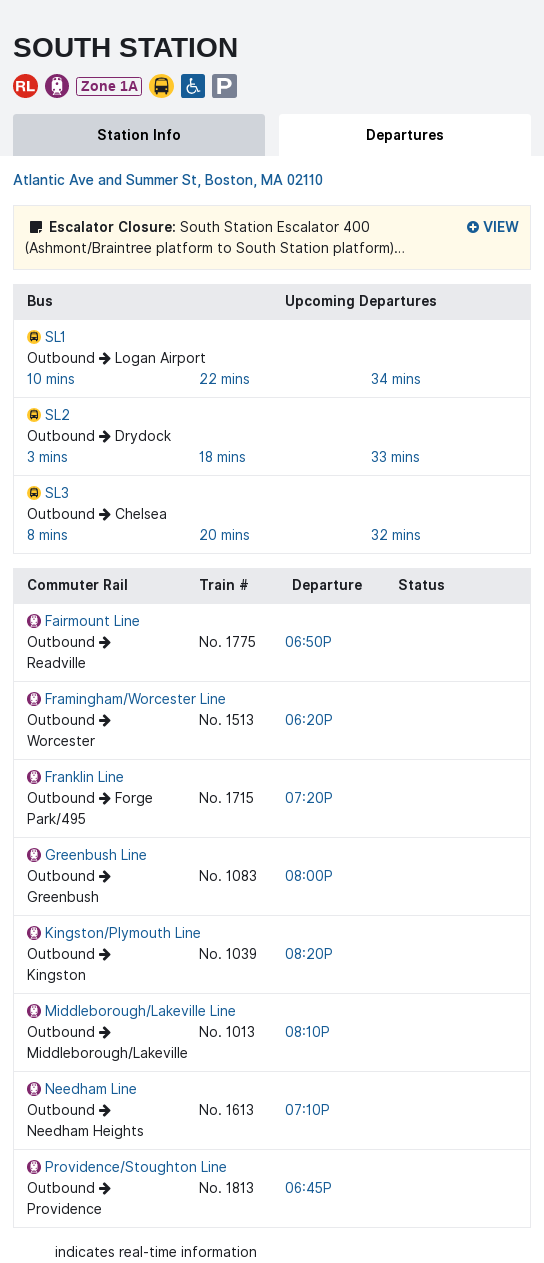 SOUTH STATION
RL Zone 1A P
Station Info Departures
Atlantic Ave and Summer St, Boston, MA 02110
Escalator Closure: South Station Escalator 400 VIEW
(Ashmont/Braintree platform to South Station platform)...
Bus Upcoming Departures
SL1
Outbound → Logan Airport
10 mins 22 mins 34 mins
SL2
Outbound → Drydock
3 mins 18 mins 33 mins
SL3
Outbound → Chelsea
8 mins 20 mins 32 mins
Commuter Rail Train # Departure Status
Fairmount Line
Outbound → No. 1775 06:50P
Readville
Framingham/Worcester Line
Outbound → No. 1513 06:20P
Worcester
Franklin Line
Outbound → Forge No. 1715 07:20P
Park/495
Greenbush Line
Outbound → No. 1083 08:00P
Greenbush
Kingston/Plymouth Line
Outbound → No. 1039 08:20P
Kingston
Middleborough/Lakeville Line
Outbound → No. 1013 08:10P
Middleborough/Lakeville
Needham Line
Outbound → No. 1613 07:10P
Needham Heights
Providence/Stoughton Line
Outbound → No. 1813 06:45P
Providence
indicates real-time information